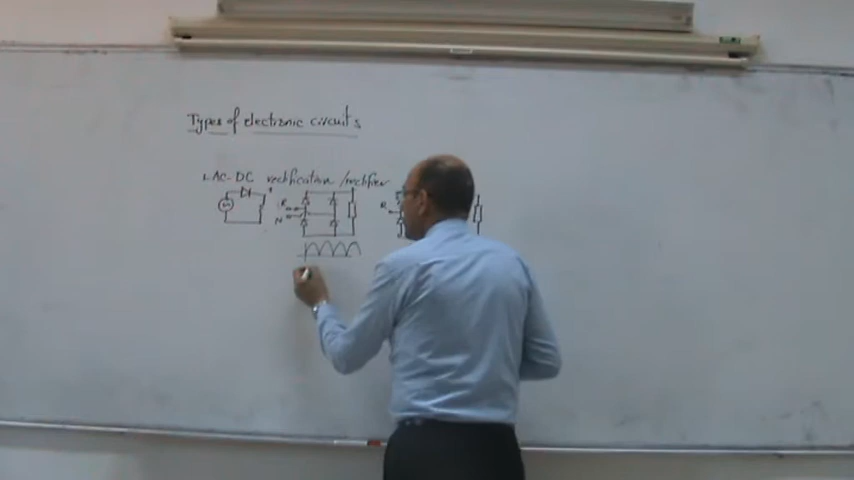 Types of electronic circuits
1. AC-DC rectification / rectifier
R
N
R